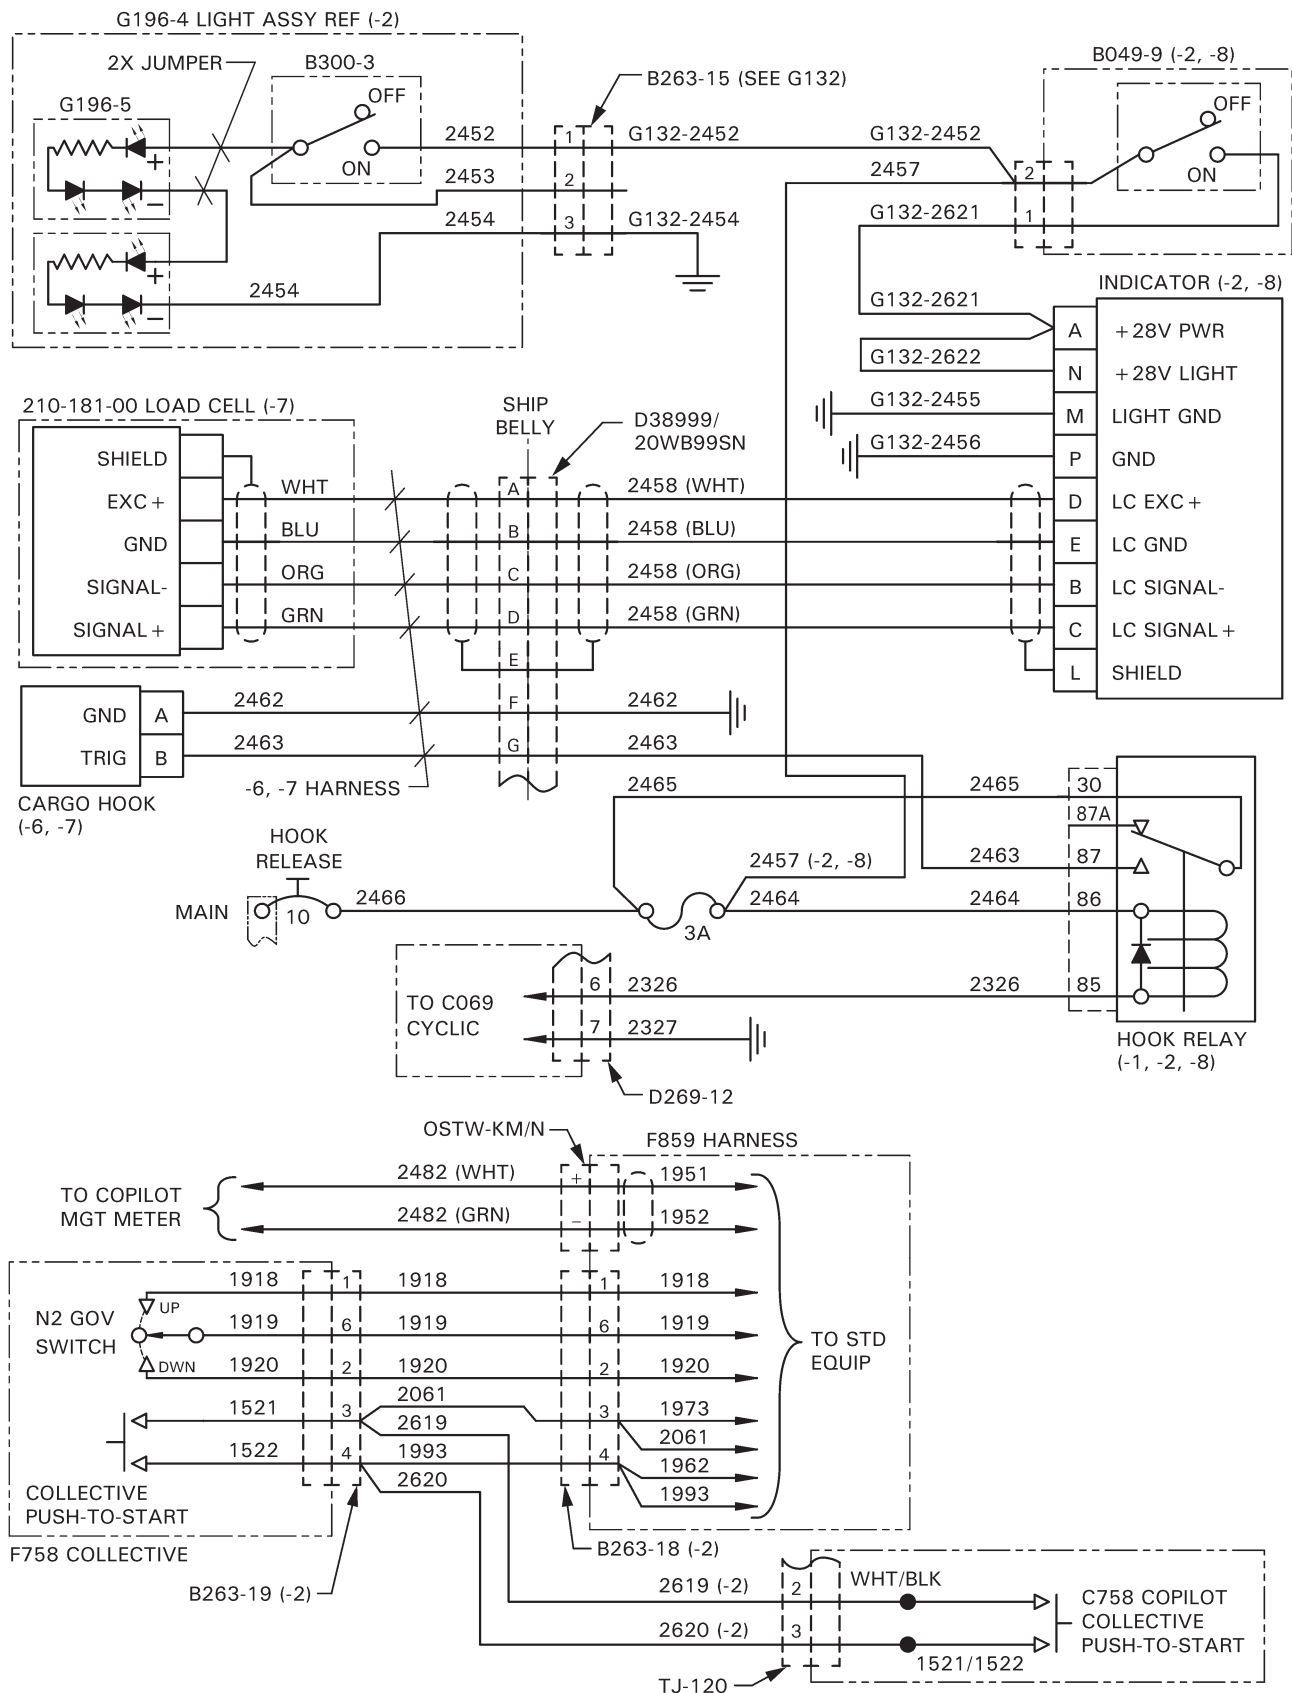 G196-4 LIGHT ASSY REF (-2)
2X JUMPER
B300-3
B263-15 (SEE G132)
B049-9 (-2, -8)
G196-5
OFF
ON
+
−
+
−
2452
2453
2454
2454
1
2
3
G132-2452
G132-2454
G132-2452
2457
G132-2621
2
1
OFF
ON
INDICATOR (-2, -8)
G132-2621
G132-2622
G132-2455
G132-2456
A +28V PWR
N +28V LIGHT
M LIGHT GND
P GND
D LC EXC+
E LC GND
B LC SIGNAL-
C LC SIGNAL+
L SHIELD
210-181-00 LOAD CELL (-7)
SHIP
BELLY
D38999/
20WB99SN
SHIELD
EXC+
GND
SIGNAL-
SIGNAL+
WHT
BLU
ORG
GRN
A
B
C
D
E
F
G
2458 (WHT)
2458 (BLU)
2458 (ORG)
2458 (GRN)
GND A
TRIG B
2462
2463
2462
2463
-6, -7 HARNESS
CARGO HOOK
(-6, -7)
2465
2465
30
87A
2463
87
2464
86
2326
85
HOOK
RELEASE
MAIN
10
2466
3A
2457 (-2, -8)
2464
TO C069
CYCLIC
6
7
2326
2327
D269-12
HOOK RELAY
(-1, -2, -8)
OSTW-KM/N
F859 HARNESS
TO COPILOT
MGT METER
2482 (WHT)
2482 (GRN)
+
−
1951
1952
N2 GOV
SWITCH
UP
DWN
1918
1919
1920
1521
1522
1
6
2
3
4
1918
1919
1920
2061
2619
1993
2620
1
6
2
3
4
1918
1919
1920
1973
2061
1962
1993
TO STD
EQUIP
COLLECTIVE
PUSH-TO-START
F758 COLLECTIVE
B263-19 (-2)
B263-18 (-2)
2619 (-2)
2620 (-2)
2
3
WHT/BLK
1521/1522
C758 COPILOT
COLLECTIVE
PUSH-TO-START
TJ-120